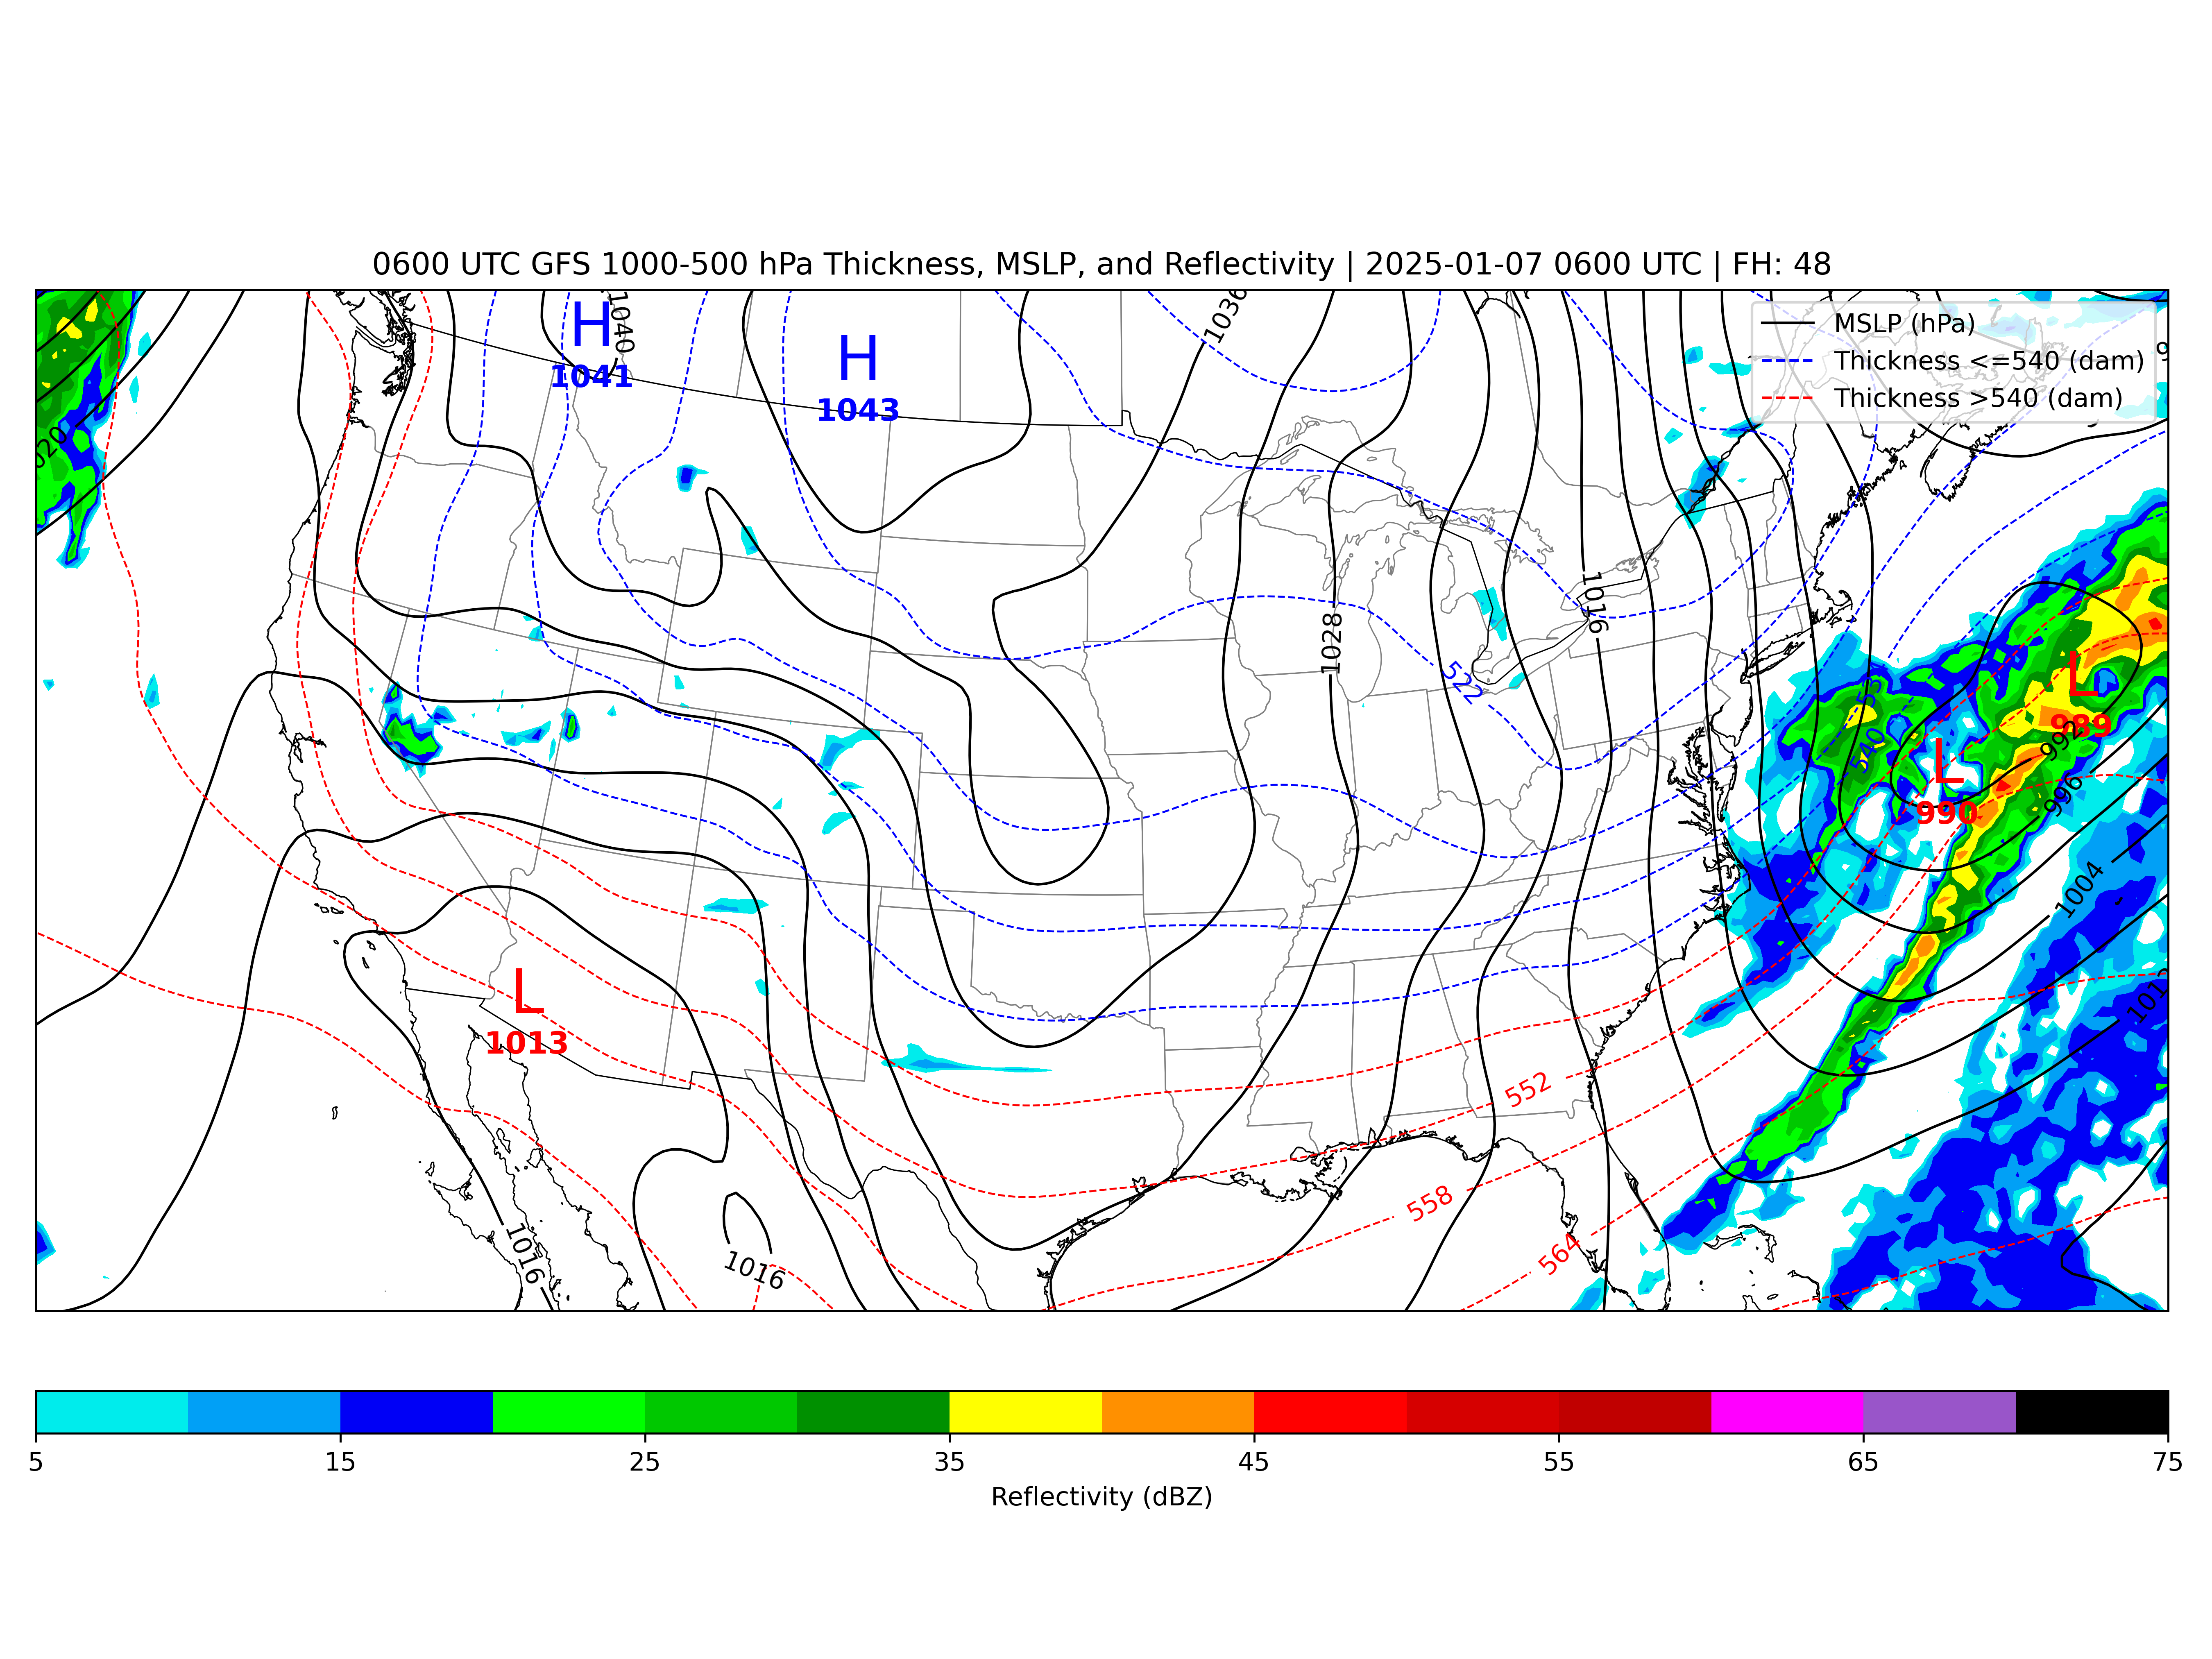 0600 UTC GFS 1000-500 hPa Thickness, MSLP, and Reflectivity | 2025-01-07 0600 UTC | FH: 48
MSLP (hPa)
Thickness <=540 (dam)
Thickness >540 (dam)
H
1041
1040
H
1043
1036
1028
1016
522
540
L
989
992
L
990
996
1004
L
1013
552
558
564
1016
1016
5 15 25 35 45 55 65 75
Reflectivity (dBZ)